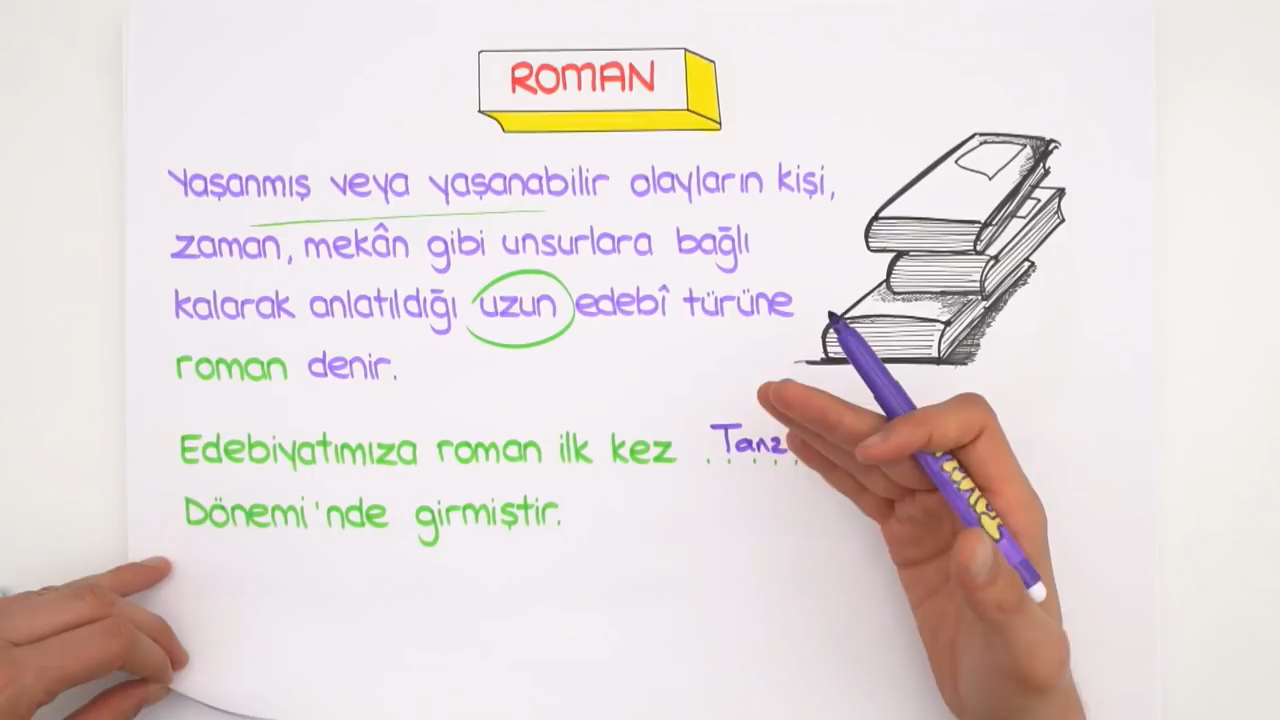 ROMAN
Yaşanmış veya yaşanabilir olayların kişi,
zaman, mekân gibi unsurlara bağlı
kalarak anlatıldığı uzun edebî türüne
roman denir.
Edebiyatımıza roman ilk kez Tanz
Dönemi'nde girmiştir.